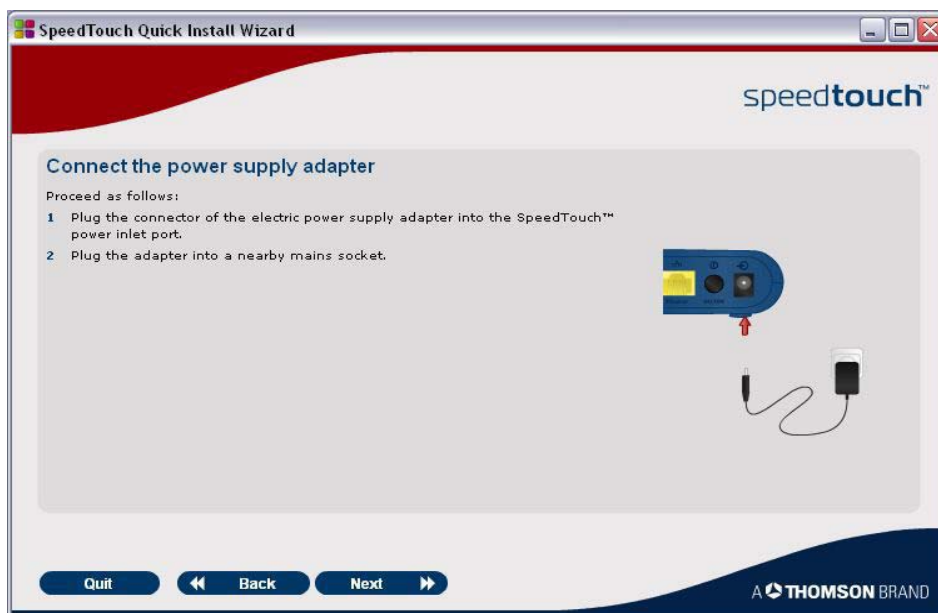 SpeedTouch Quick Install Wizard
speedtouch™
Connect the power supply adapter
Proceed as follows:
1 Plug the connector of the electric power supply adapter into the SpeedTouch™
power inlet port.
2 Plug the adapter into a nearby mains socket.
Quit
Back
Next
A THOMSON BRAND